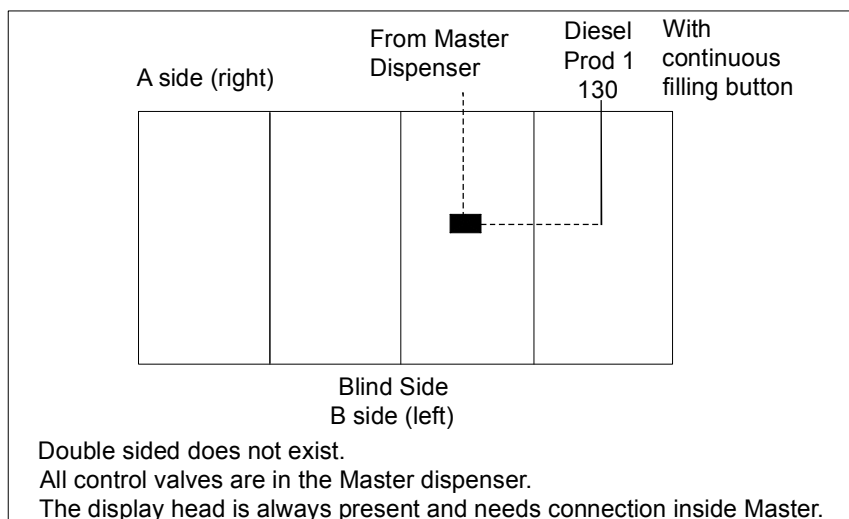 From Master
Dispenser
Diesel
Prod 1
130
With
continuous
filling button
A side (right)
Blind Side
B side (left)
Double sided does not exist.
All control valves are in the Master dispenser.
The display head is always present and needs connection inside Master.